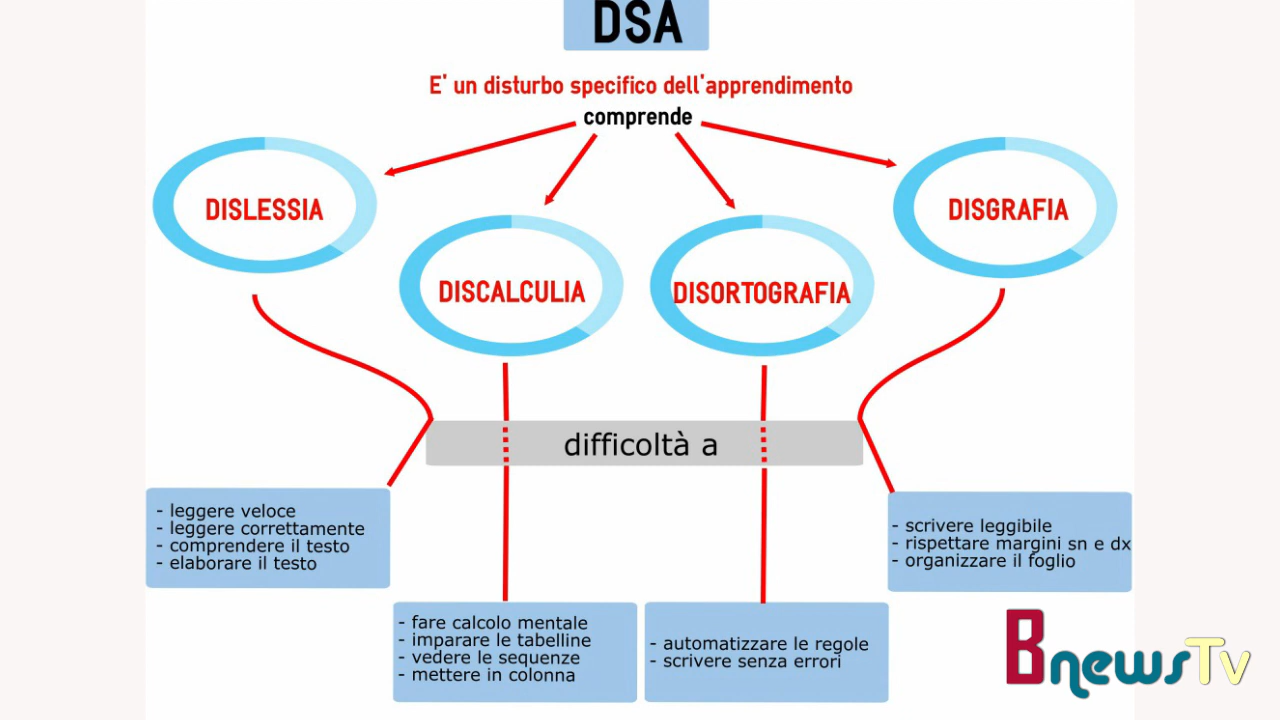 DSA
E' un disturbo specifico dell'apprendimento
comprende
DISLESSIA
DISCALCULIA
DISORTOGRAFIA
DISGRAFIA
difficoltà a
- leggere veloce
- leggere correttamente
- comprendere il testo
- elaborare il testo
- fare calcolo mentale
- imparare le tabelline
- vedere le sequenze
- mettere in colonna
- automatizzare le regole
- scrivere senza errori
- scrivere leggibile
- rispettare margini sn e dx
- organizzare il foglio
BnewsTv